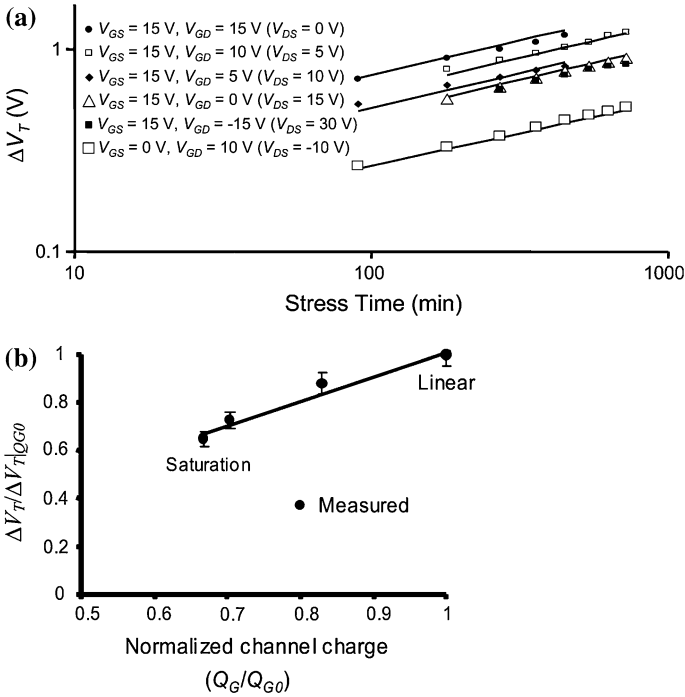 (a)
● V_GS = 15 V, V_GD = 15 V (V_DS = 0 V)
□ V_GS = 15 V, V_GD = 10 V (V_DS = 5 V)
◆ V_GS = 15 V, V_GD = 5 V (V_DS = 10 V)
△ V_GS = 15 V, V_GD = 0 V (V_DS = 15 V)
■ V_GS = 15 V, V_GD = -15 V (V_DS = 30 V)
□ V_GS = 0 V, V_GD = 10 V (V_DS = -10 V)
ΔV_T (V)
1
0.1
10
100
1000
Stress Time (min)
(b)
ΔV_T/ΔV_T|_QG0
1
0.8
0.6
0.4
0.2
0
Linear
Saturation
● Measured
0.5
0.6
0.7
0.8
0.9
1
Normalized channel charge
(Q_G/Q_G0)